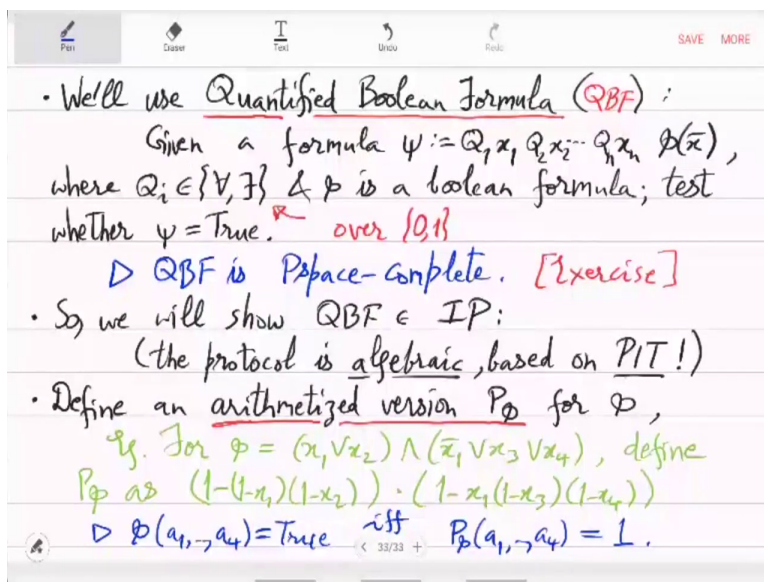 Pen Eraser Text Undo Redo SAVE MORE
• We'll use Quantified Boolean Formula (QBF) :
Given a formula ψ := Q₁x₁ Q₂x₂ ⋯ Qₙxₙ φ(x̄),
where Qᵢ ∈ {∀,∃} & φ is a boolean formula; test
whether ψ = True. over {0,1}
▷ QBF is Pspace-complete. [Exercise]
• So, we will show QBF ∈ IP:
(the protocol is algebraic, based on PIT!)
• Define an arithmetized version P_φ for φ,
Eg. For φ = (x₁ ∨ x₂) ∧ (x̄₁ ∨ x₃ ∨ x₄), define
P_φ as (1-(1-x₁)(1-x₂)) · (1-x₁(1-x₃)(1-x₄))
▷ φ(a₁,..,a₄) = True iff P_φ(a₁,..,a₄) = 1.
< 33/33 +